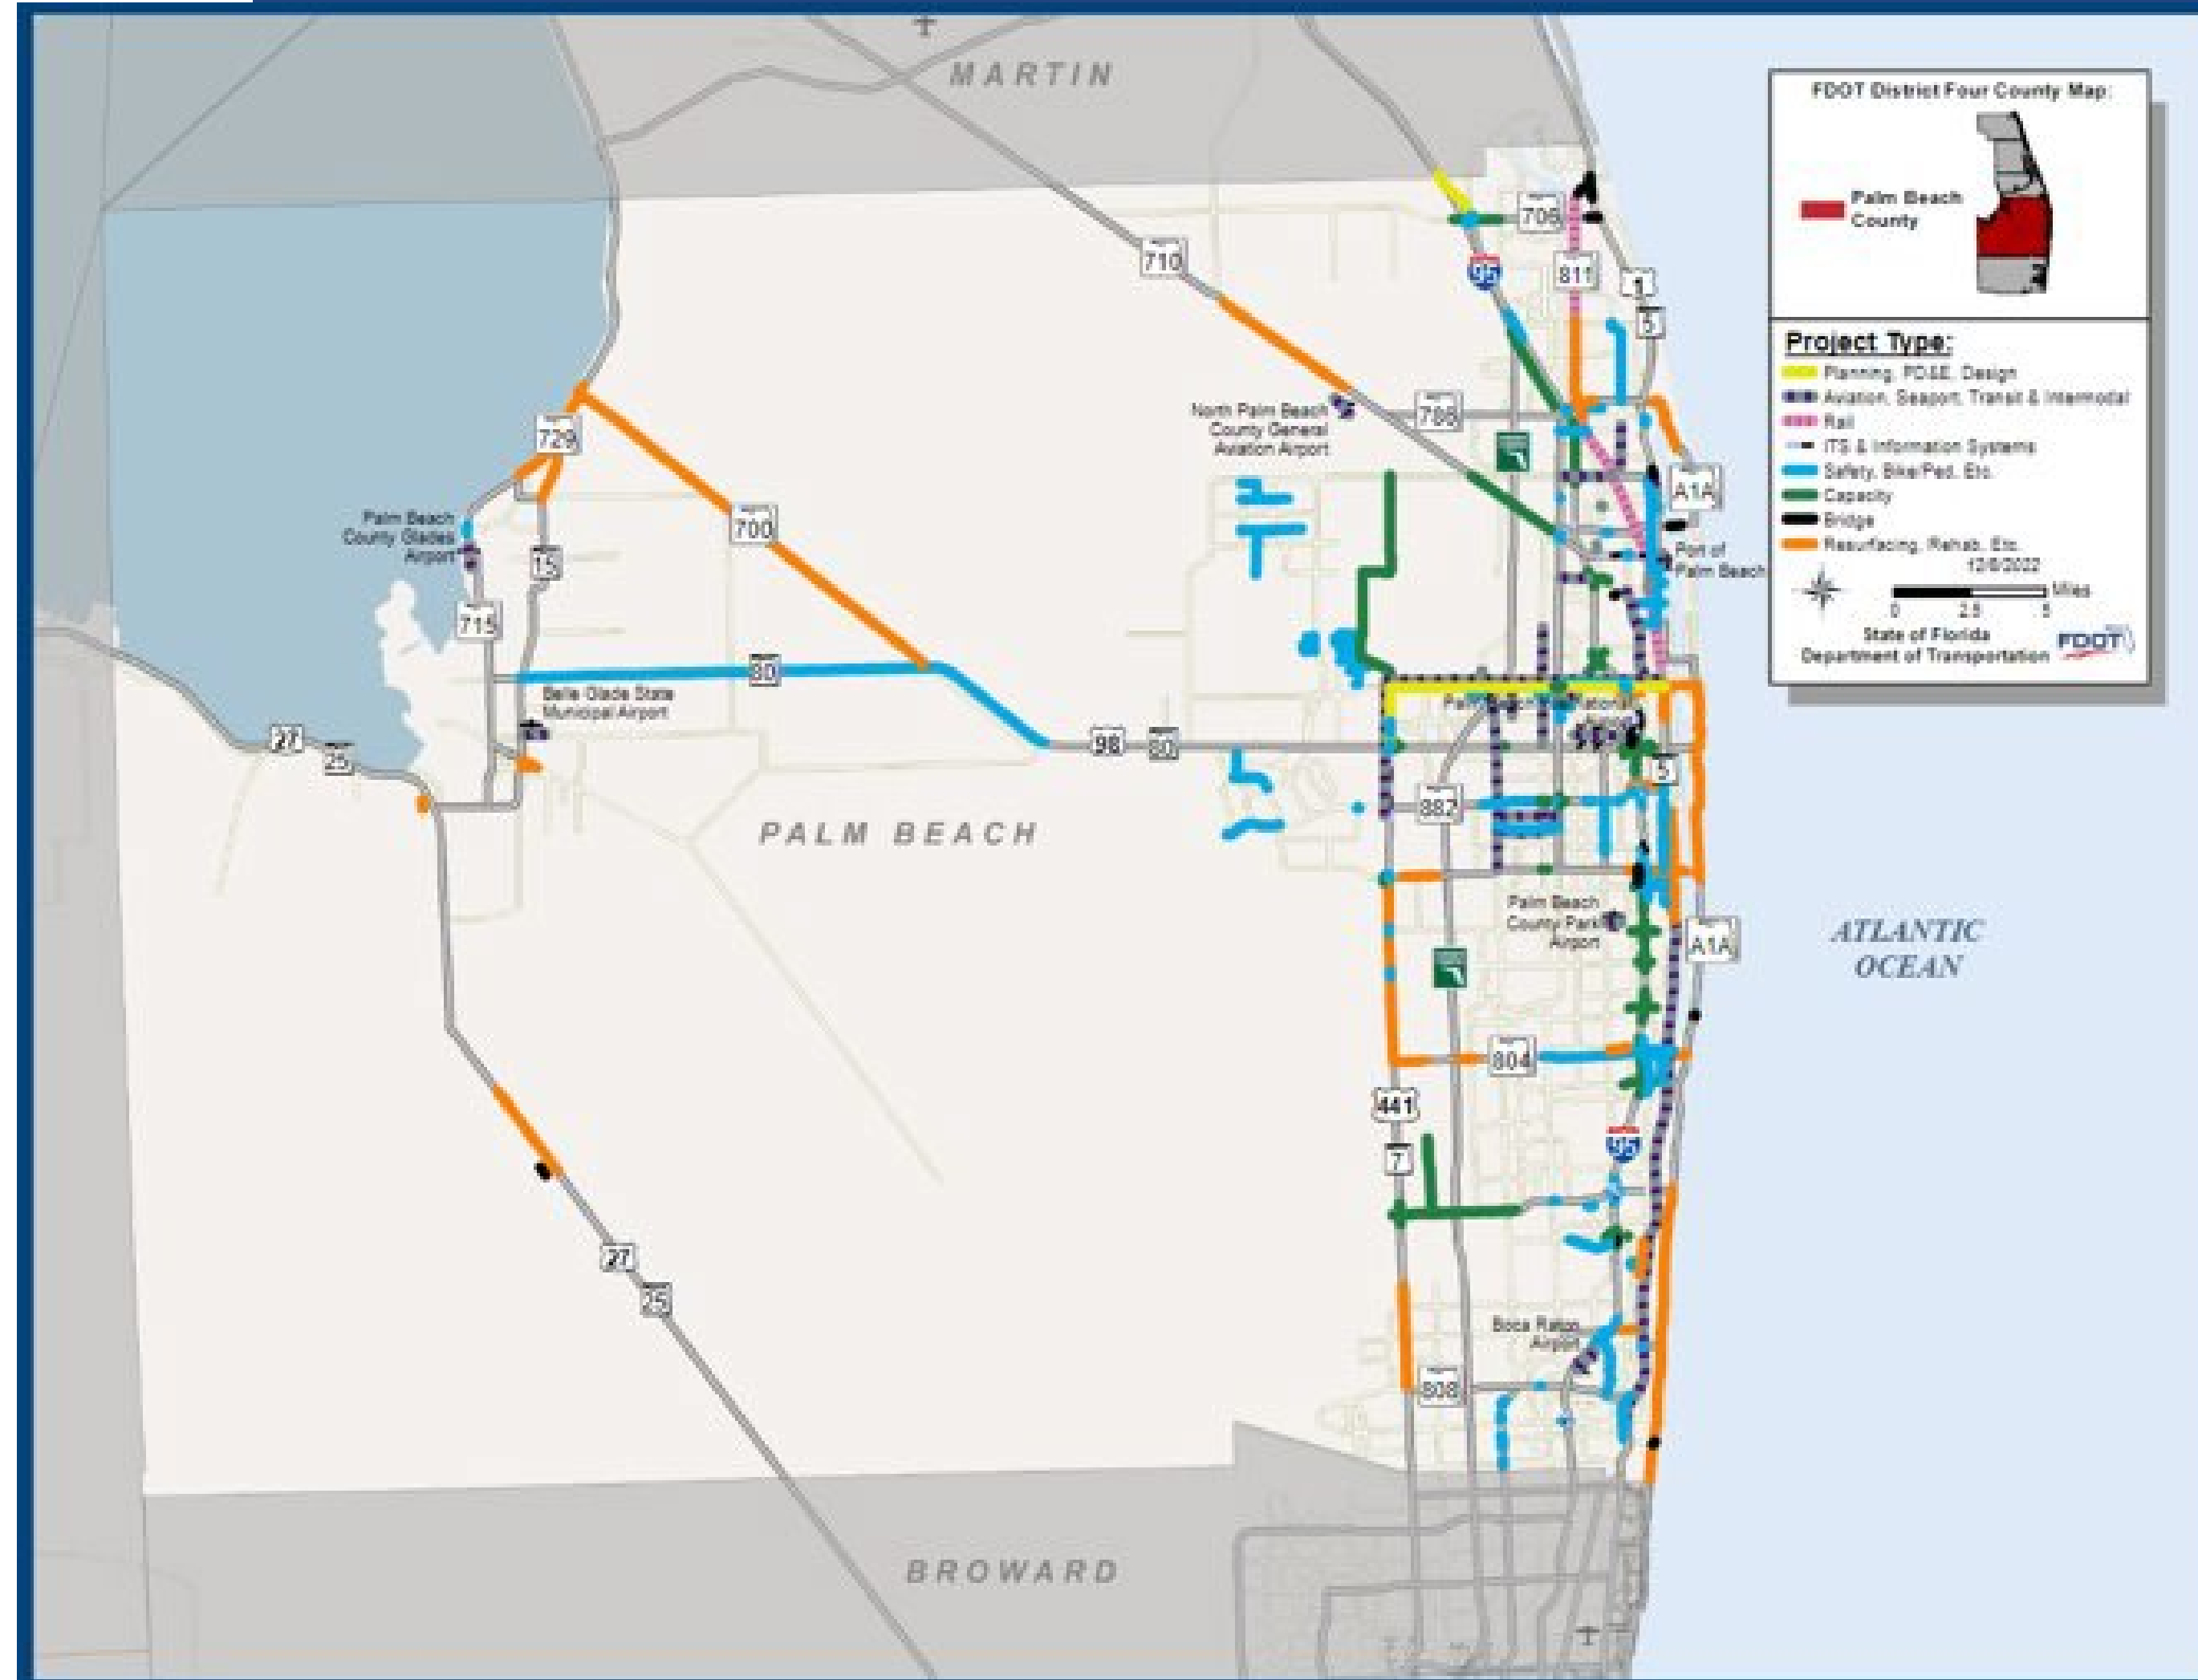 MARTIN
FDOT District Four County Map:
Palm Beach
County
Project Type:
Planning, PD&E, Design
Aviation, Seaport, Transit & Intermodal
Rail
ITS & Information Systems
Safety, Bike/Ped, Etc.
Capacity
Bridge
Resurfacing, Rehab, Etc.
12/6/2022
Miles
0 2.5 5
State of Florida
Department of Transportation
FDOT
706
710
95
811
1
5
North Palm Beach
County General
Aviation Airport
786
729
A1A
Palm Beach
County Glades
Airport
700
15
Port of
Palm Beach
715
80
Belle Glade State
Municipal Airport
27
25
98
80
5
882
PALM BEACH
Palm Beach
County Park
Airport
A1A
ATLANTIC
OCEAN
804
441
7
95
27
25
Boca Raton
Airport
808
BROWARD